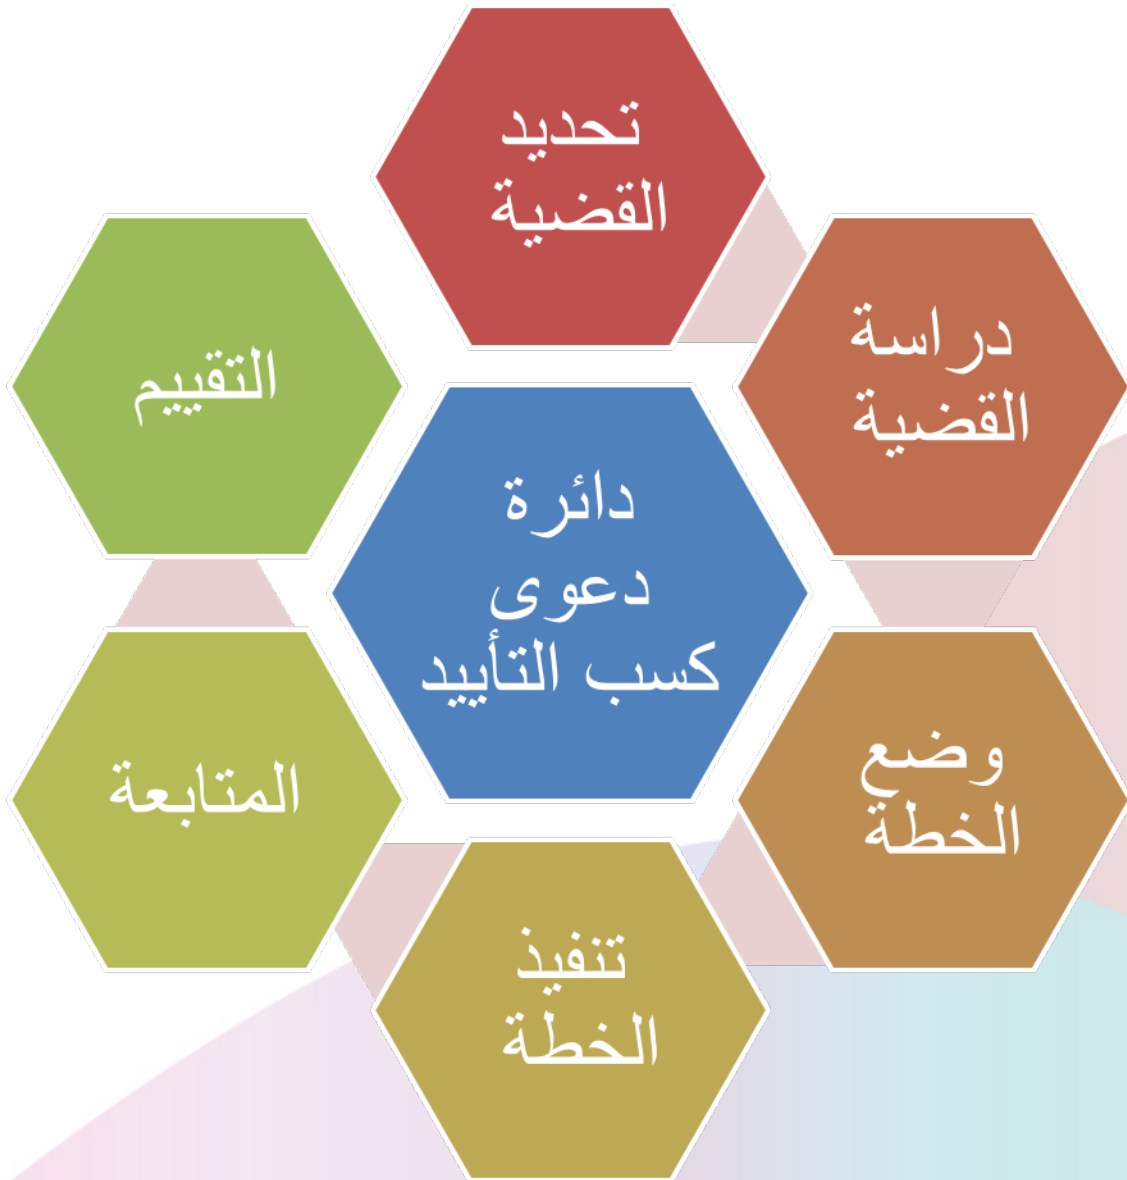 تحديد
القضية
دراسة
القضية
وضع
الخطة
تنفيذ
الخطة
المتابعة
التقييم
دائرة
دعوى
كسب التأييد